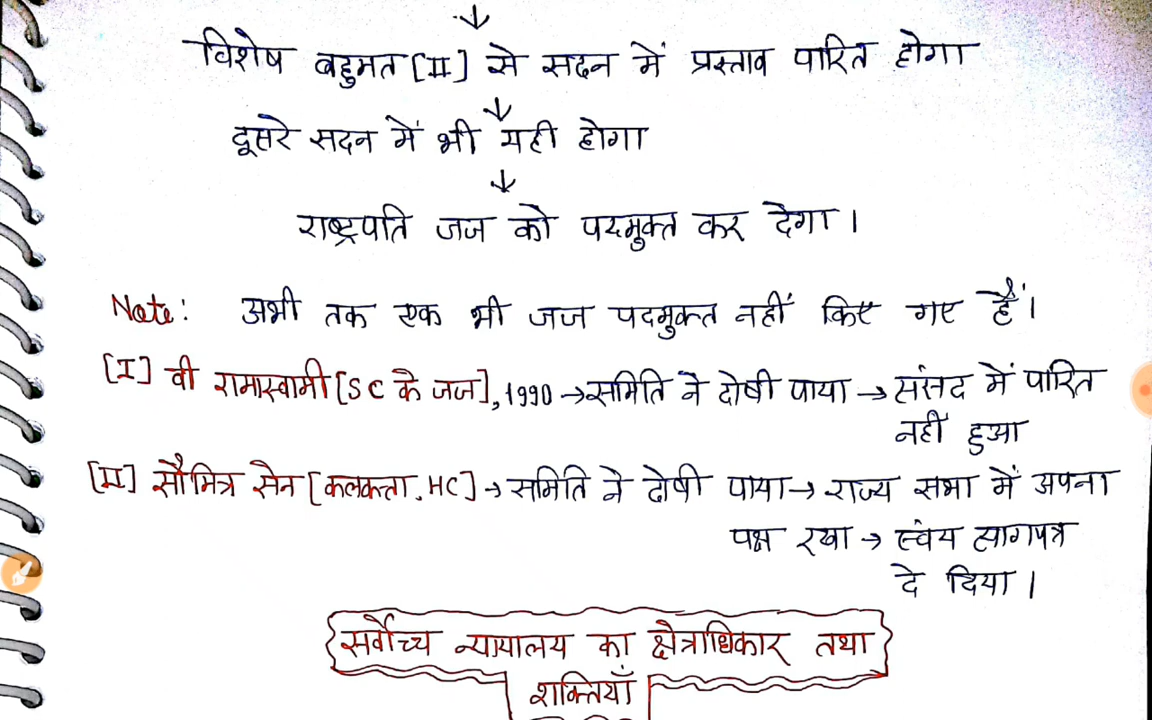 ↓
विशेष बहुमत [II] से सदन में प्रस्ताव पारित होगा
↓
दूसरे सदन में भी यही होगा
↓
राष्ट्रपति जज को पदमुक्त कर देगा।
Note: अभी तक एक भी जज पदमुक्त नहीं किए गए हैं।
[I] वी रामास्वामी [SC के जज], 1990 → समिति ने दोषी पाया → संसद में पारित
नहीं हुआ
[II] सौमित्र सेन [कलकता, HC] → समिति ने दोषी पाया → राज्य सभा में अपना
पक्ष रखा → स्वंय त्यागपत्र
दे दिया।
सर्वोच्च न्यायालय का क्षेत्राधिकार तथा
शक्तियाँ